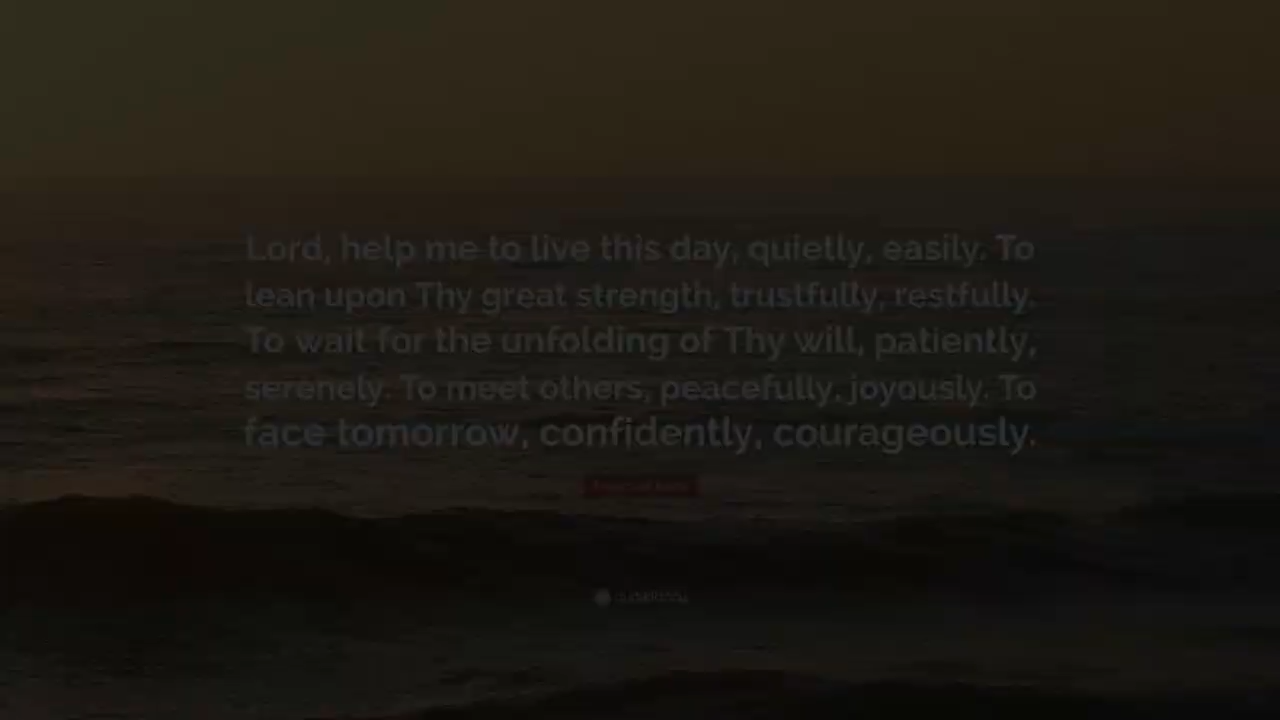 Lord, help me to live this day, quietly, easily. To
lean upon Thy great strength, trustfully, restfully.
To wait for the unfolding of Thy will, patiently,
serenely. To meet others, peacefully, joyously. To
face tomorrow, confidently, courageously.